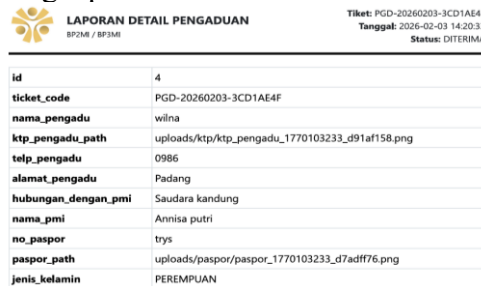 LAPORAN DETAIL PENGADUAN
BP2MI / BP3MI
Tiket: PGD-20260203-3CD1AE4
Tanggal: 2026-02-03 14:20:3
Status: DITERIMA
id 4
ticket_code PGD-20260203-3CD1AE4F
nama_pengadu wilna
ktp_pengadu_path uploads/ktp/ktp_pengadu_1770103233_d91af158.png
telp_pengadu 0986
alamat_pengadu Padang
hubungan_dengan_pmi Saudara kandung
nama_pmi Annisa putri
no_paspor trys
paspor_path uploads/paspor/paspor_1770103233_d7adff76.png
jenis_kelamin PEREMPUAN